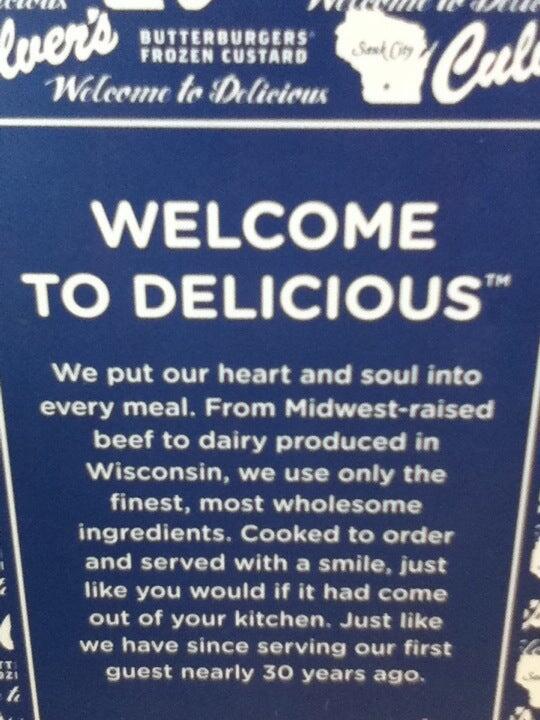 Welcome to
BUTTERBURGERS
FROZEN CUSTARD
Sauk City
Welcome to Delicious
WELCOME
TO DELICIOUS™
We put our heart and soul into
every meal. From Midwest-raised
beef to dairy produced in
Wisconsin, we use only the
finest, most wholesome
ingredients. Cooked to order
and served with a smile, just
like you would if it had come
out of your kitchen. Just like
we have since serving our first
guest nearly 30 years ago.